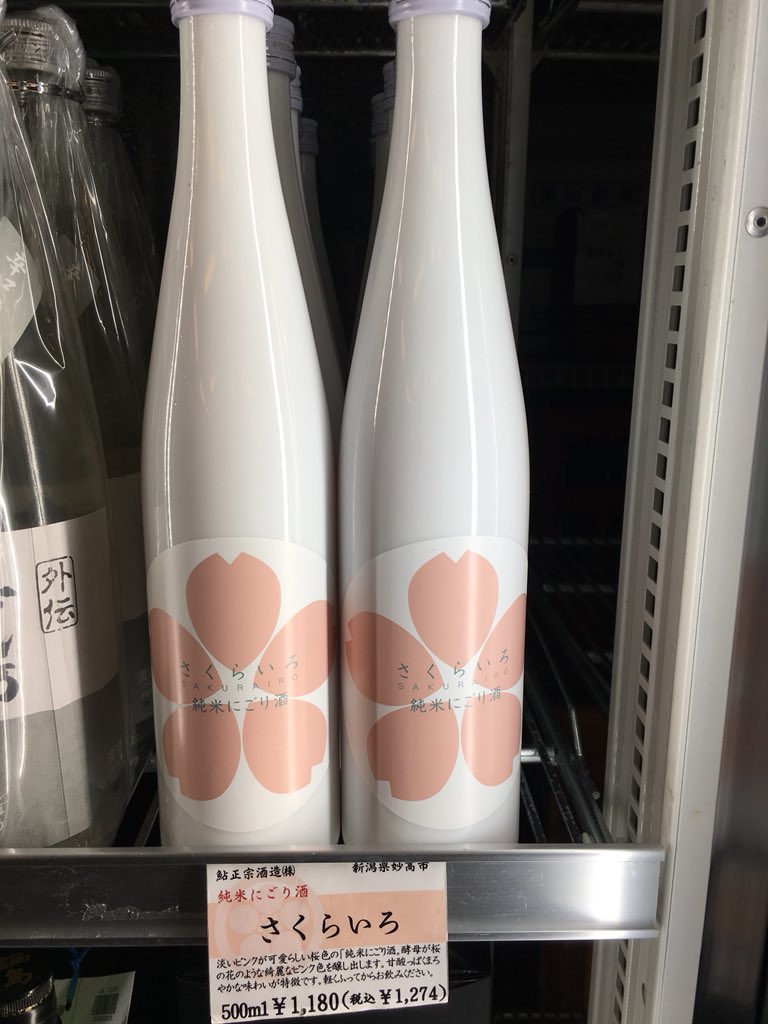 外伝
さくらいろ
SAKURAIRO
純米にごり酒
さくらいろ
SAKURAIRO
純米にごり酒
鮎正宗酒造㈱ 新潟県妙高市
純米にごり酒
さくらいろ
淡いピンクが可愛らしい桜色の「純米にごり酒」。酵母が桜
の花のような綺麗なピンク色を醸し出します。甘酸っぱくまろ
やかな味わいが特徴です。軽くふってからお飲みください。
500ml¥1,180(税込¥1,274)